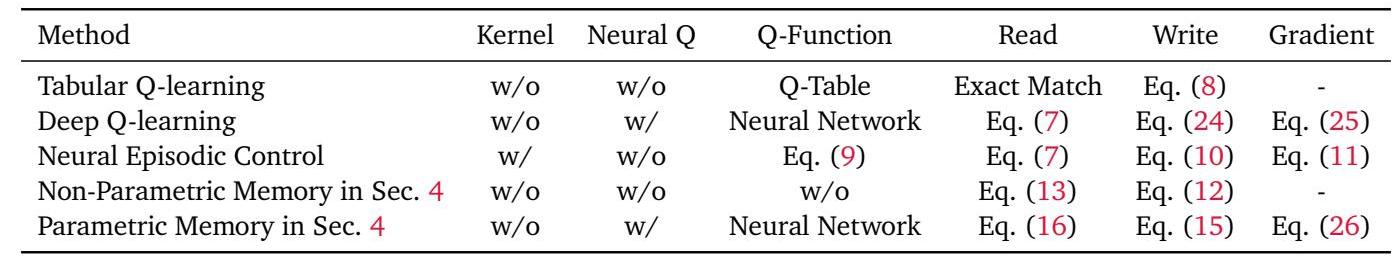 Method Kernel Neural Q Q-Function Read Write Gradient
Tabular Q-learning w/o w/o Q-Table Exact Match Eq. (8) -
Deep Q-learning w/o w/ Neural Network Eq. (7) Eq. (24) Eq. (25)
Neural Episodic Control w/ w/o Eq. (9) Eq. (7) Eq. (10) Eq. (11)
Non-Parametric Memory in Sec. 4 w/o w/o w/o Eq. (13) Eq. (12) -
Parametric Memory in Sec. 4 w/o w/ Neural Network Eq. (16) Eq. (15) Eq. (26)